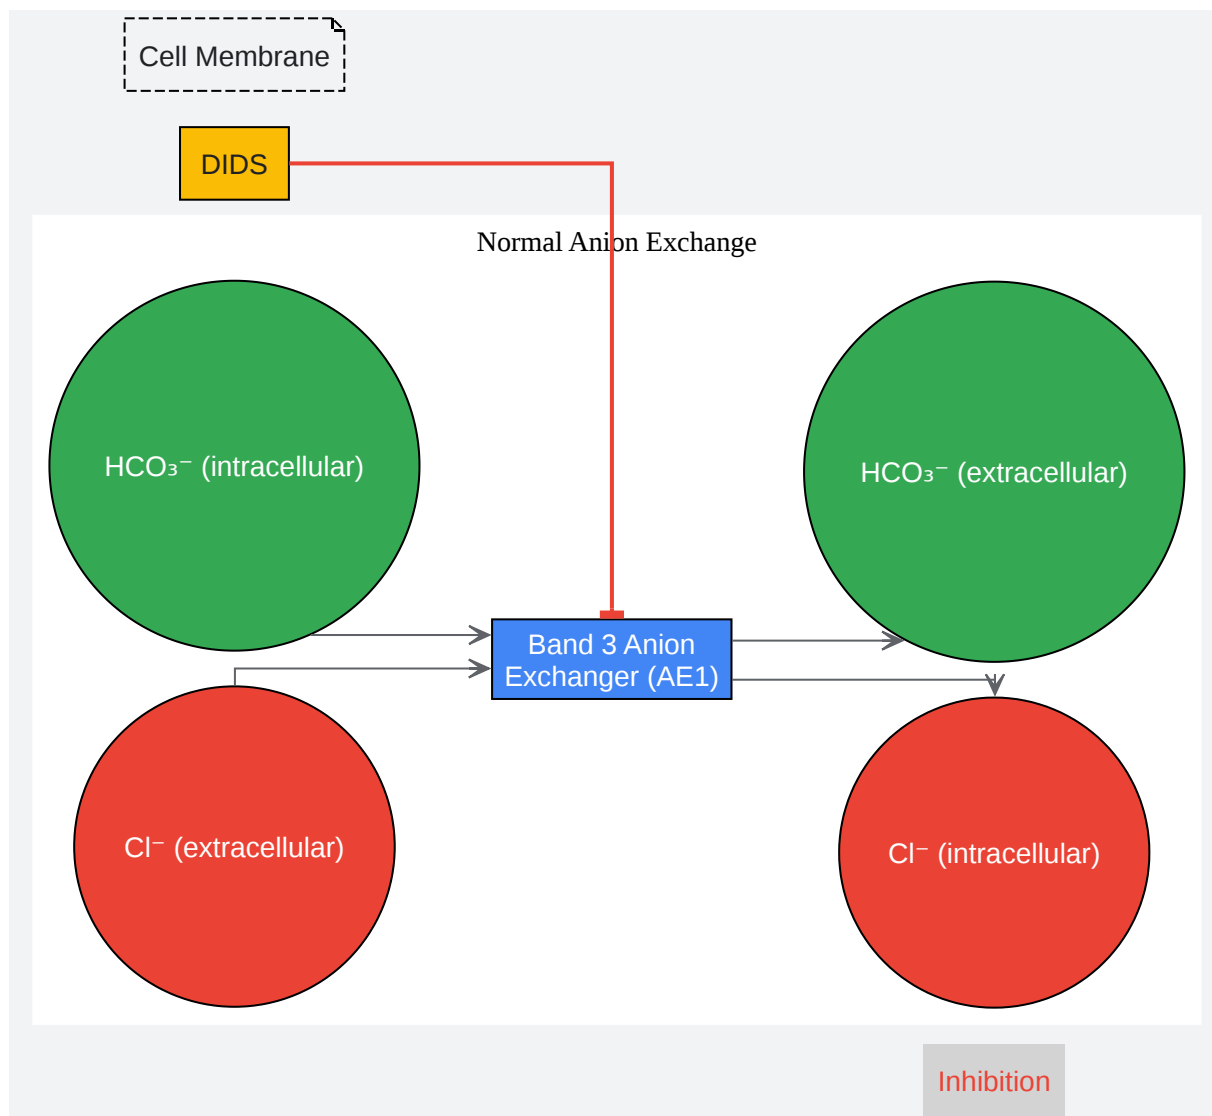 Cell Membrane
DIDS
Normal Anion Exchange
HCO₃⁻ (intracellular)
HCO₃⁻ (extracellular)
Band 3 Anion
Exchanger (AE1)
Cl⁻ (extracellular)
Cl⁻ (intracellular)
Inhibition